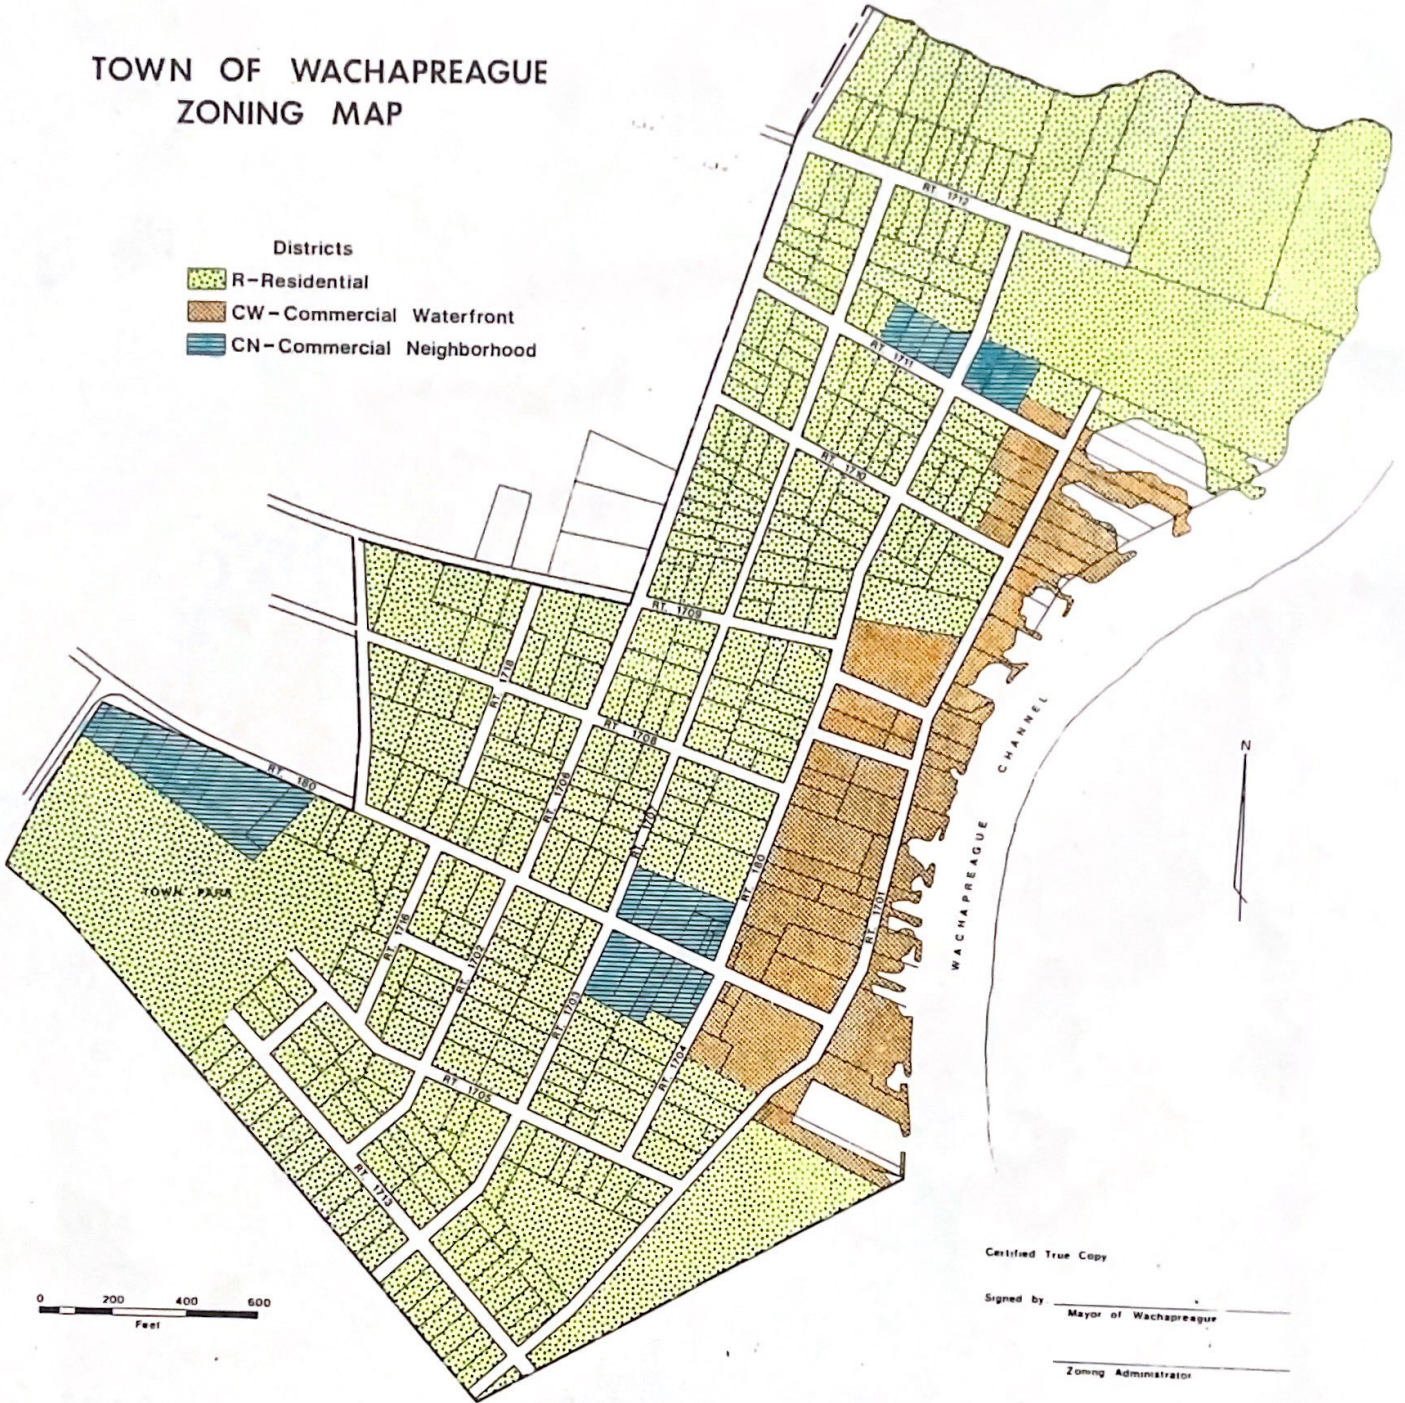 TOWN OF WACHAPREAGUE
ZONING MAP
Districts
R-Residential
CW-Commercial Waterfront
CN-Commercial Neighborhood
RT 1712
RT. 1711
RT. 1710
RT. 1709
RT. 1718
RT 1708
RT. 180
RT. 1706
RT. 1707
RT. 180
TOWN PARK
RT. 1701
RT. 1716
RT. 1702
RT. 1703
RT. 1704
RT 1705
RT. 1713
WACHAPREAGUE CHANNEL
N
0 200 400 600
Feet
Certified True Copy
Signed by
Mayor of Wachapreague
Zoning Administrator